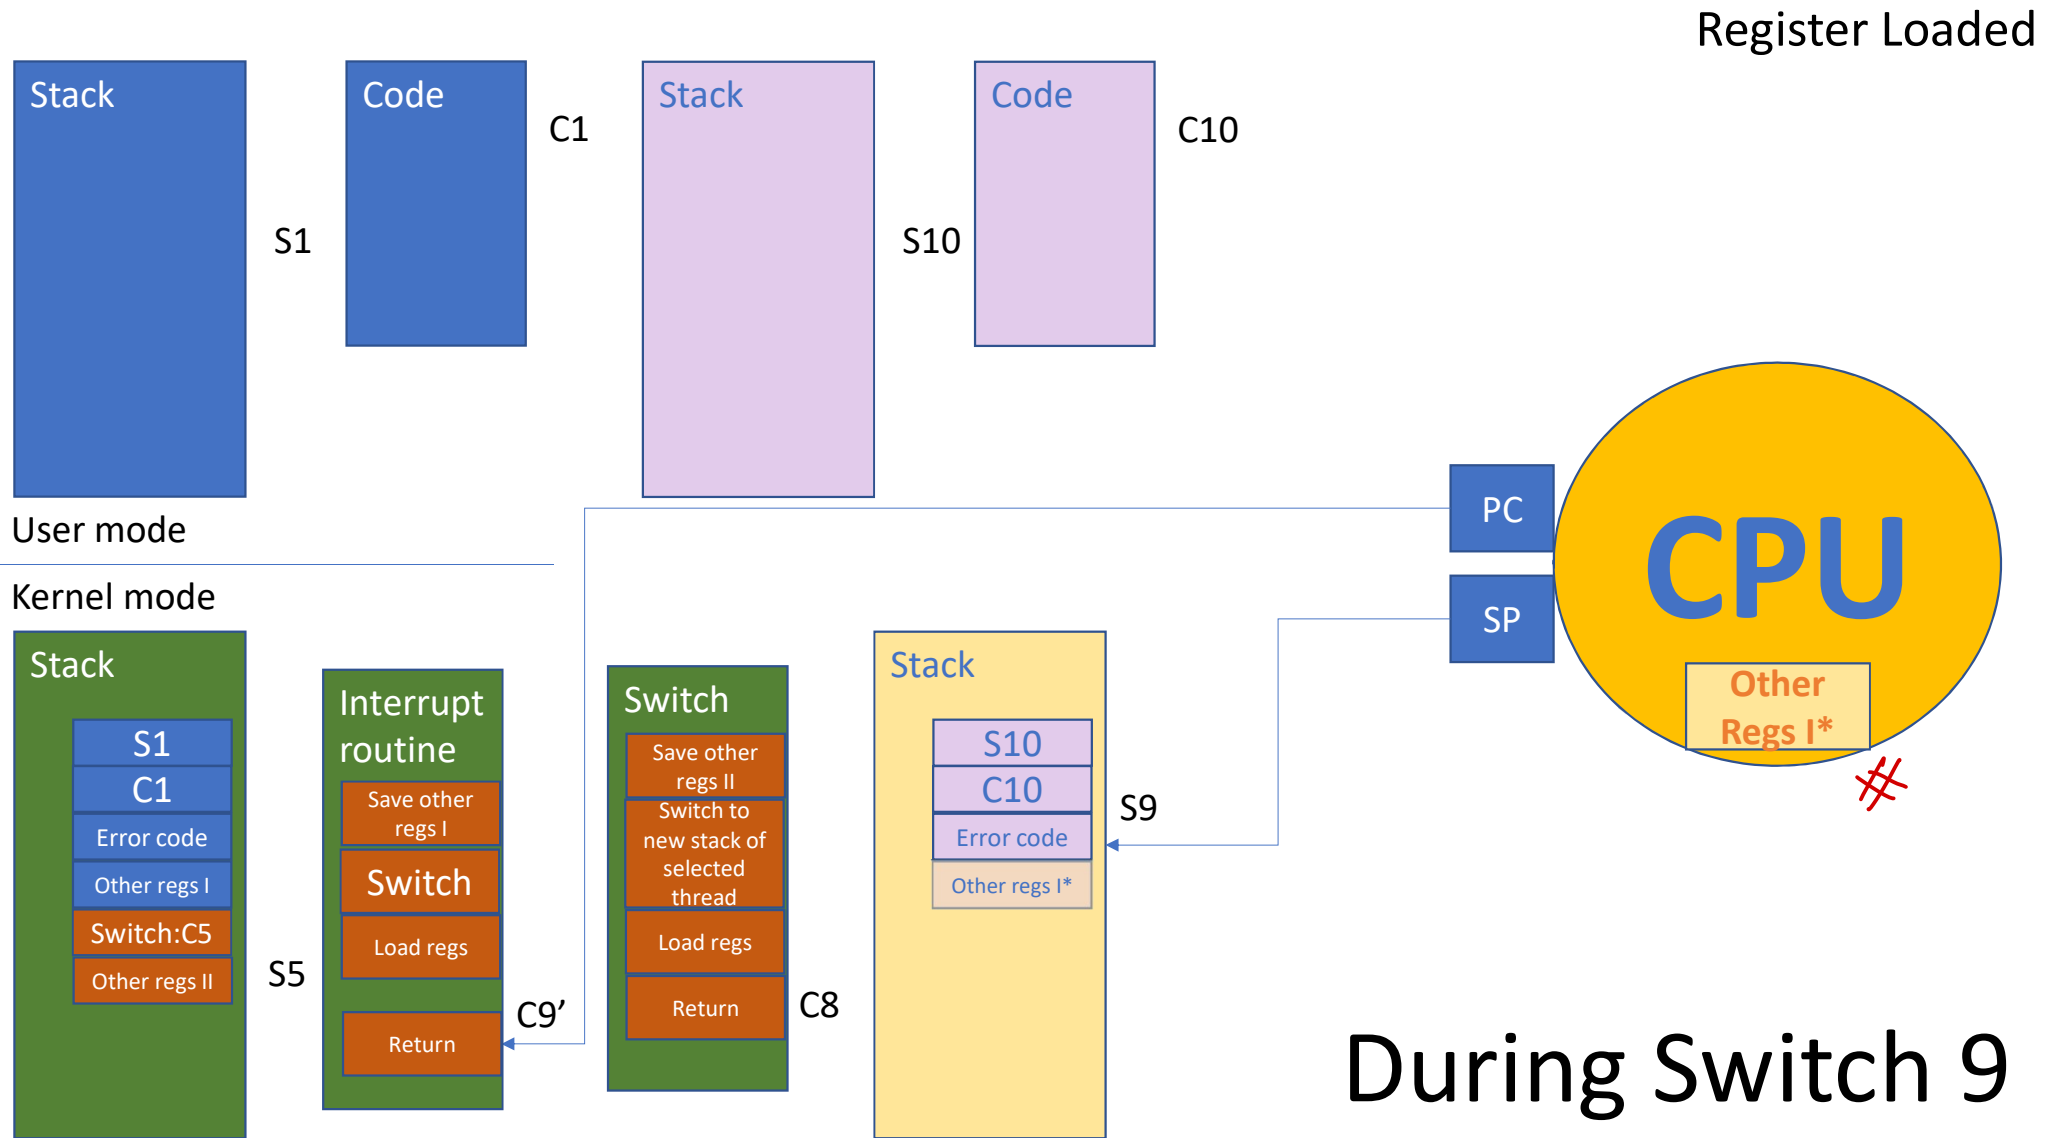 Register Loaded
Stack
Code
Stack
Code
C1
C10
S1
S10
User mode
Kernel mode
PC
SP
CPU
Other
Regs I*
#
Stack
S1
C1
Error code
Other regs I
Switch:C5
Other regs II
S5
Interrupt
routine
Save other
regs I
Switch
Load regs
Return
C9’
Switch
Save other
regs II
Switch to
new stack of
selected
thread
Load regs
Return
C8
Stack
S10
C10
Error code
Other regs I*
S9
During Switch 9